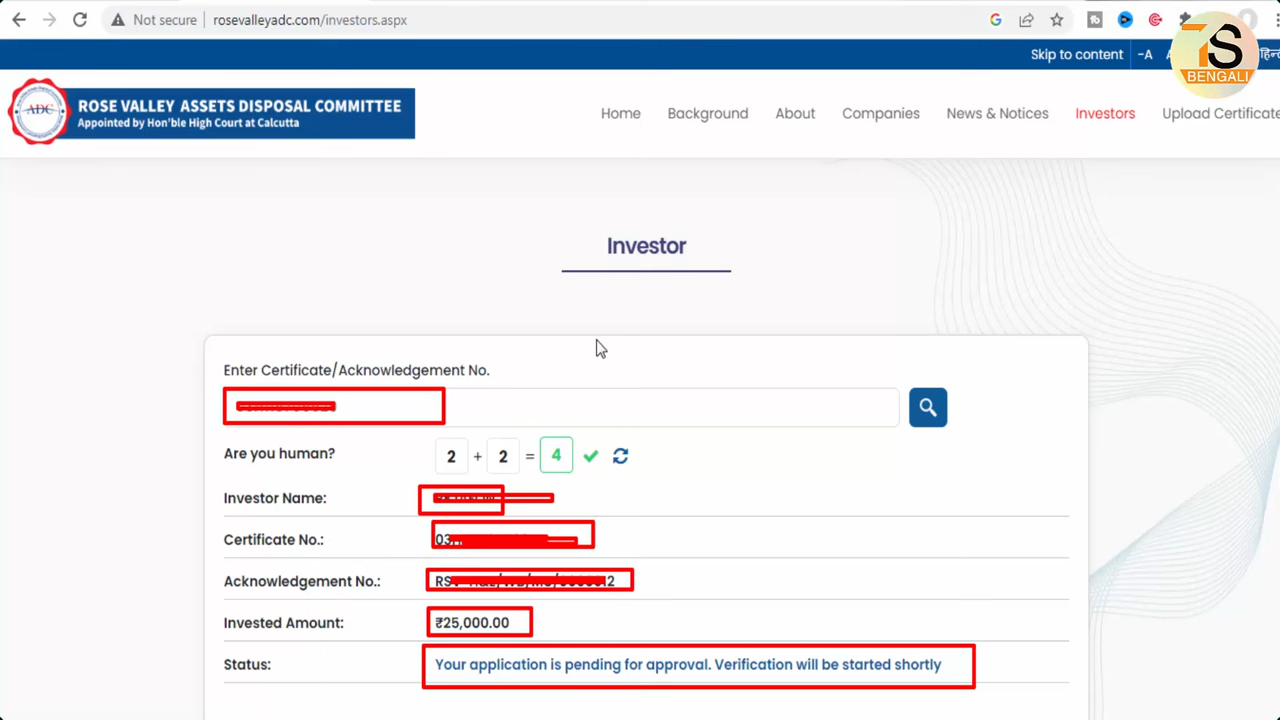 Not secure
rosevalleyadc.com/investors.aspx
Skip to content
-A
A
हिन्द
7S
BENGALI
ADC
ROSE VALLEY ASSETS DISPOSAL COMMITTEE
Appointed by Hon'ble High Court at Calcutta
Home
Background
About
Companies
News & Notices
Investors
Upload Certificate
Investor
Enter Certificate/Acknowledgement No.
Are you human?
2 + 2 = 4
Investor Name:
Certificate No.: 03
Acknowledgement No.: RS
Invested Amount: ₹25,000.00
Status: Your application is pending for approval. Verification will be started shortly